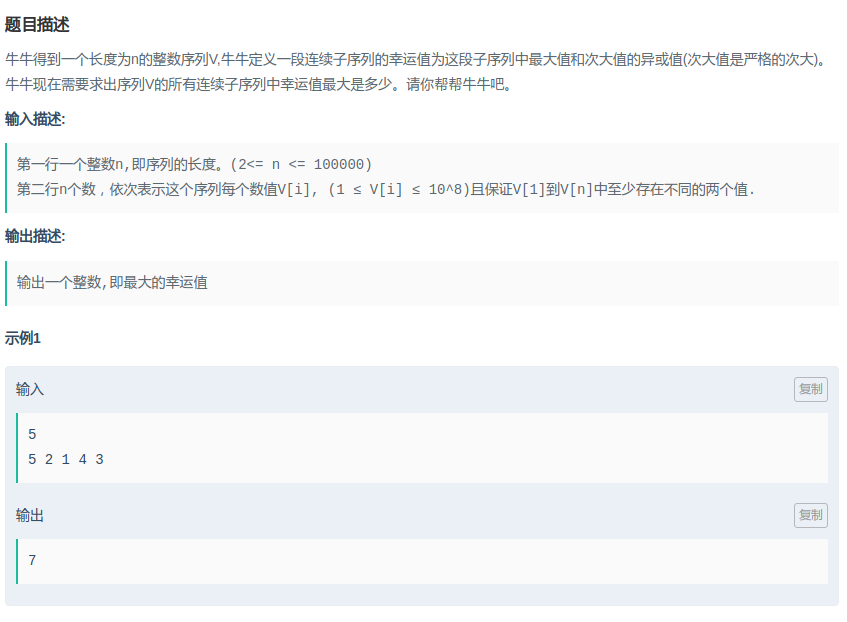 题目描述
牛牛得到一个长度为n的整数序列V,牛牛定义一段连续子序列的幸运值为这段子序列中最大值和次大值的异或值(次大值是严格的次大)。
牛牛现在需要求出序列V的所有连续子序列中幸运值最大是多少。请你帮帮牛牛吧。
输入描述:
第一行一个整数n,即序列的长度。(2<= n <= 100000)
第二行n个数，依次表示这个序列每个数值V[i], (1 ≤ V[i] ≤ 10^8)且保证V[1]到V[n]中至少存在不同的两个值.
输出描述:
输出一个整数,即最大的幸运值
示例1
输入
复制
5
5 2 1 4 3
输出
复制
7